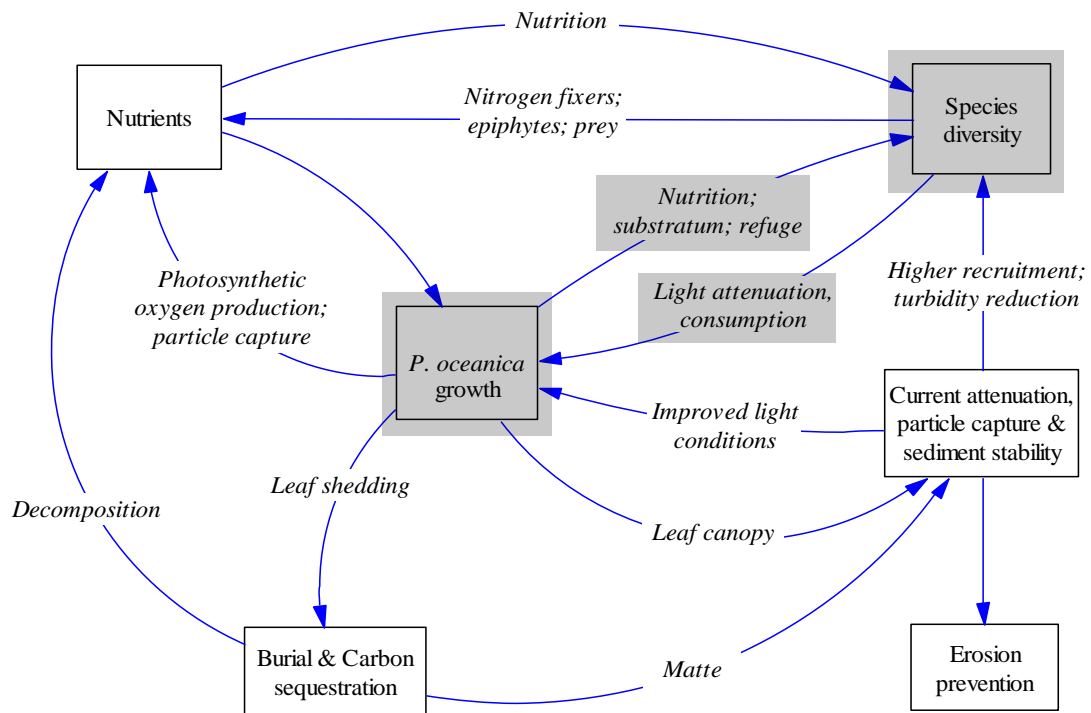 Nutrition
Nutrients
Nitrogen fixers;
epiphytes; prey
Species
diversity
Nutrition;
substratum; refuge
Photosynthetic
oxygen production;
particle capture
Light attenuation,
consumption
Higher recruitment;
turbidity reduction
P. oceanica
growth
Improved light
conditions
Current attenuation,
particle capture &
sediment stability
Leaf shedding
Decomposition
Leaf canopy
Burial & Carbon
sequestration
Matte
Erosion
prevention